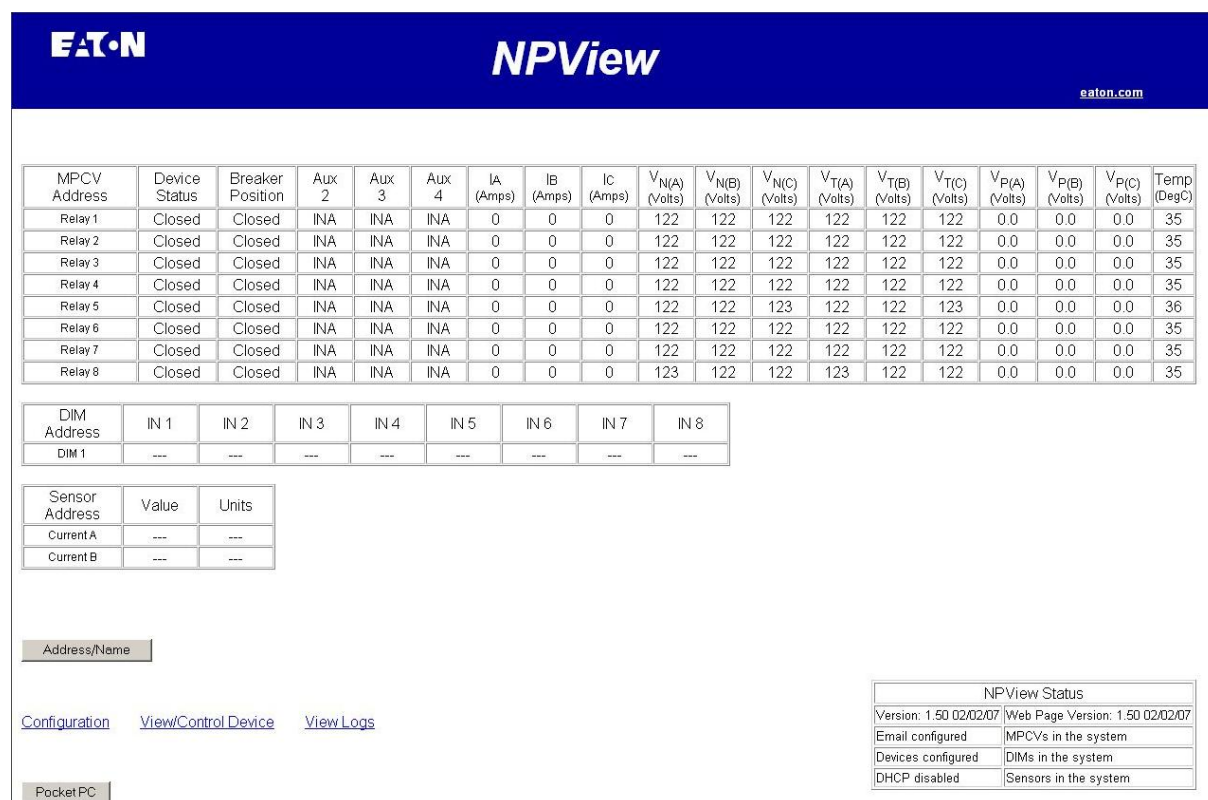 EATON
NPView
eaton.com
MPCV Address Device Status Breaker Position Aux 2 Aux 3 Aux 4 IA (Amps) IB (Amps) IC (Amps) VN(A) (Volts) VN(B) (Volts) VN(C) (Volts) VT(A) (Volts) VT(B) (Volts) VT(C) (Volts) VP(A) (Volts) VP(B) (Volts) VP(C) (Volts) Temp (DegC)
Relay 1 Closed Closed INA INA INA 0 0 0 122 122 122 122 122 122 0.0 0.0 0.0 35
Relay 2 Closed Closed INA INA INA 0 0 0 122 122 122 122 122 122 0.0 0.0 0.0 35
Relay 3 Closed Closed INA INA INA 0 0 0 122 122 122 122 122 122 0.0 0.0 0.0 35
Relay 4 Closed Closed INA INA INA 0 0 0 122 122 122 122 122 122 0.0 0.0 0.0 35
Relay 5 Closed Closed INA INA INA 0 0 0 122 122 123 122 122 123 0.0 0.0 0.0 36
Relay 6 Closed Closed INA INA INA 0 0 0 122 122 122 122 122 122 0.0 0.0 0.0 35
Relay 7 Closed Closed INA INA INA 0 0 0 122 122 122 122 122 122 0.0 0.0 0.0 35
Relay 8 Closed Closed INA INA INA 0 0 0 123 122 122 123 122 122 0.0 0.0 0.0 35
DIM Address IN 1 IN 2 IN 3 IN 4 IN 5 IN 6 IN 7 IN 8
DIM 1 --- --- --- --- --- --- --- ---
Sensor Address Value Units
Current A --- ---
Current B --- ---
Address/Name
Configuration View/Control Device View Logs
Pocket PC
NPView Status
Version: 1.50 02/02/07 Web Page Version: 1.50 02/02/07
Email configured MPCVs in the system
Devices configured DIMs in the system
DHCP disabled Sensors in the system